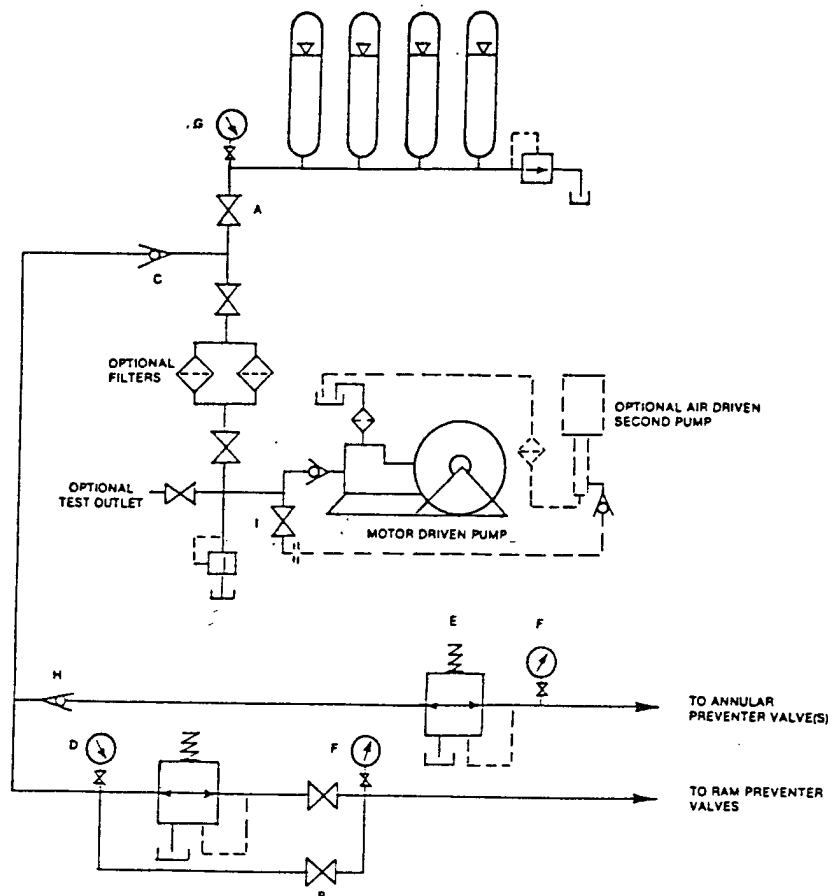 G
A
C
OPTIONAL
FILTERS
OPTIONAL AIR DRIVEN
SECOND PUMP
OPTIONAL
TEST OUTLET
I
MOTOR DRIVEN PUMP
E
F
H
TO ANNULAR
PREVENTER VALVE(S)
D
F
TO RAM PREVENTER
VALVES